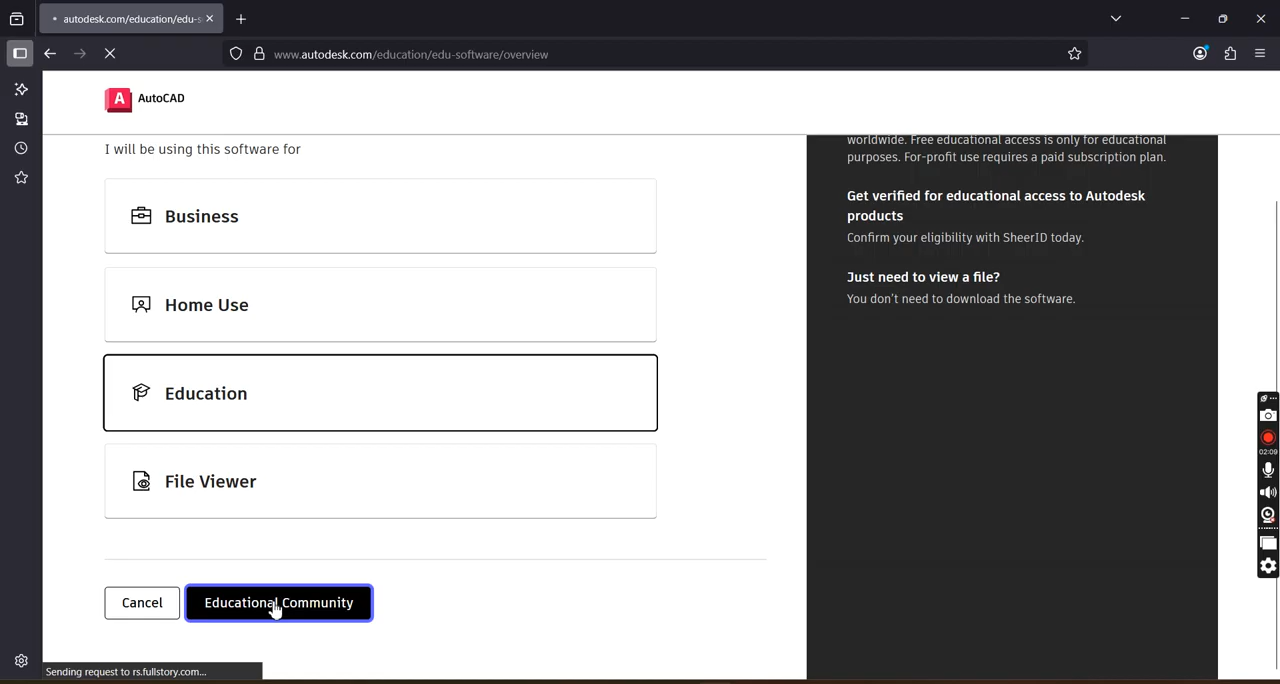 autodesk.com/education/edu-s
www.autodesk.com/education/edu-software/overview
A AutoCAD
I will be using this software for
Business
Home Use
Education
File Viewer
Cancel
Educational Community
worldwide. Free educational access is only for educational
purposes. For-profit use requires a paid subscription plan.
Get verified for educational access to Autodesk
products
Confirm your eligibility with SheerID today.
Just need to view a file?
You don't need to download the software.
02:09
Sending request to rs.fullstory.com...